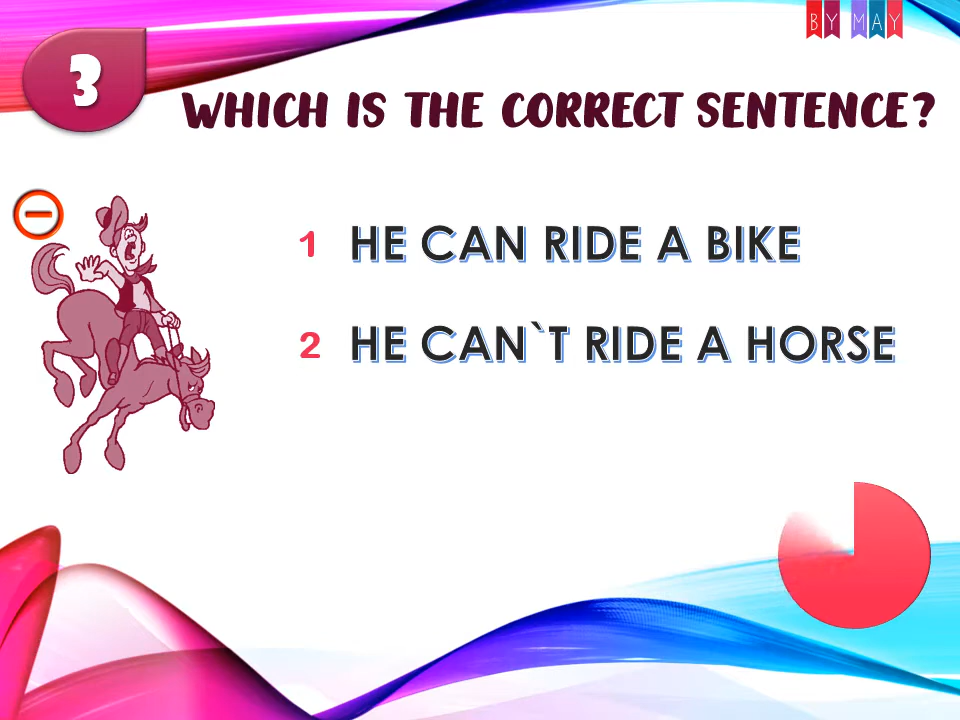 BY MAY
3
WHICH IS THE CORRECT SENTENCE?
1 HE CAN RIDE A BIKE
2 HE CAN`T RIDE A HORSE